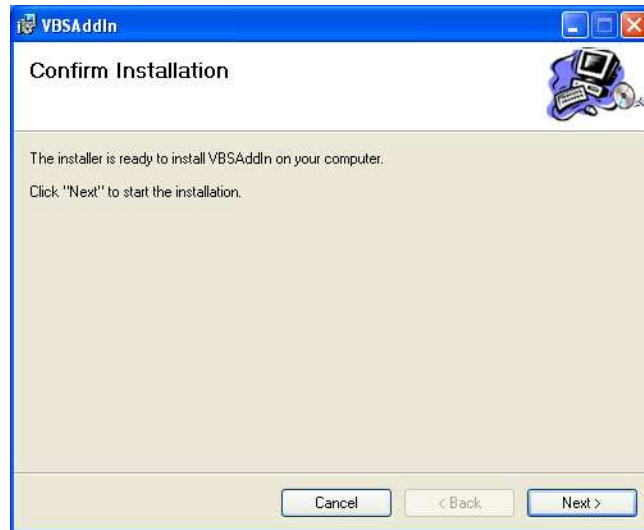 VBSAddIn
Confirm Installation
The installer is ready to install VBSAddIn on your computer.
Click "Next" to start the installation.
Cancel
< Back
Next >